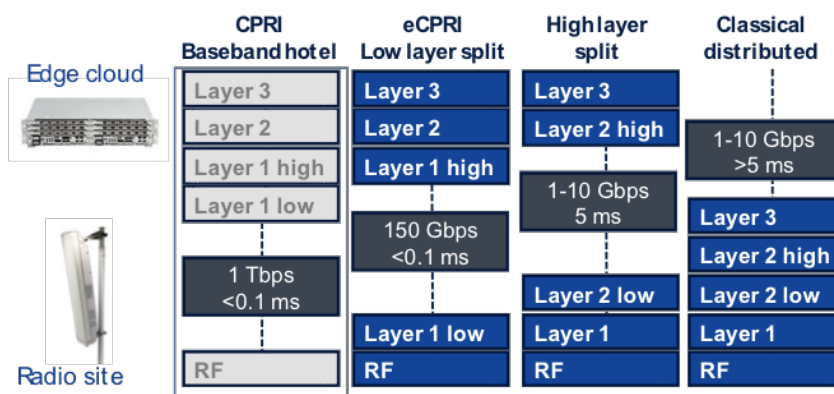 CPRI
Baseband hotel
eCPRI
Low layer split
High layer
split
Classical
distributed
Edge cloud
Radio site
Layer 3
Layer 2
Layer 1 high
Layer 1 low
1 Tbps
<0.1 ms
RF
Layer 3
Layer 2
Layer 1 high
150 Gbps
<0.1 ms
Layer 1 low
RF
Layer 3
Layer 2 high
1-10 Gbps
5 ms
Layer 2 low
Layer 1
RF
1-10 Gbps
>5 ms
Layer 3
Layer 2 high
Layer 2 low
Layer 1
RF